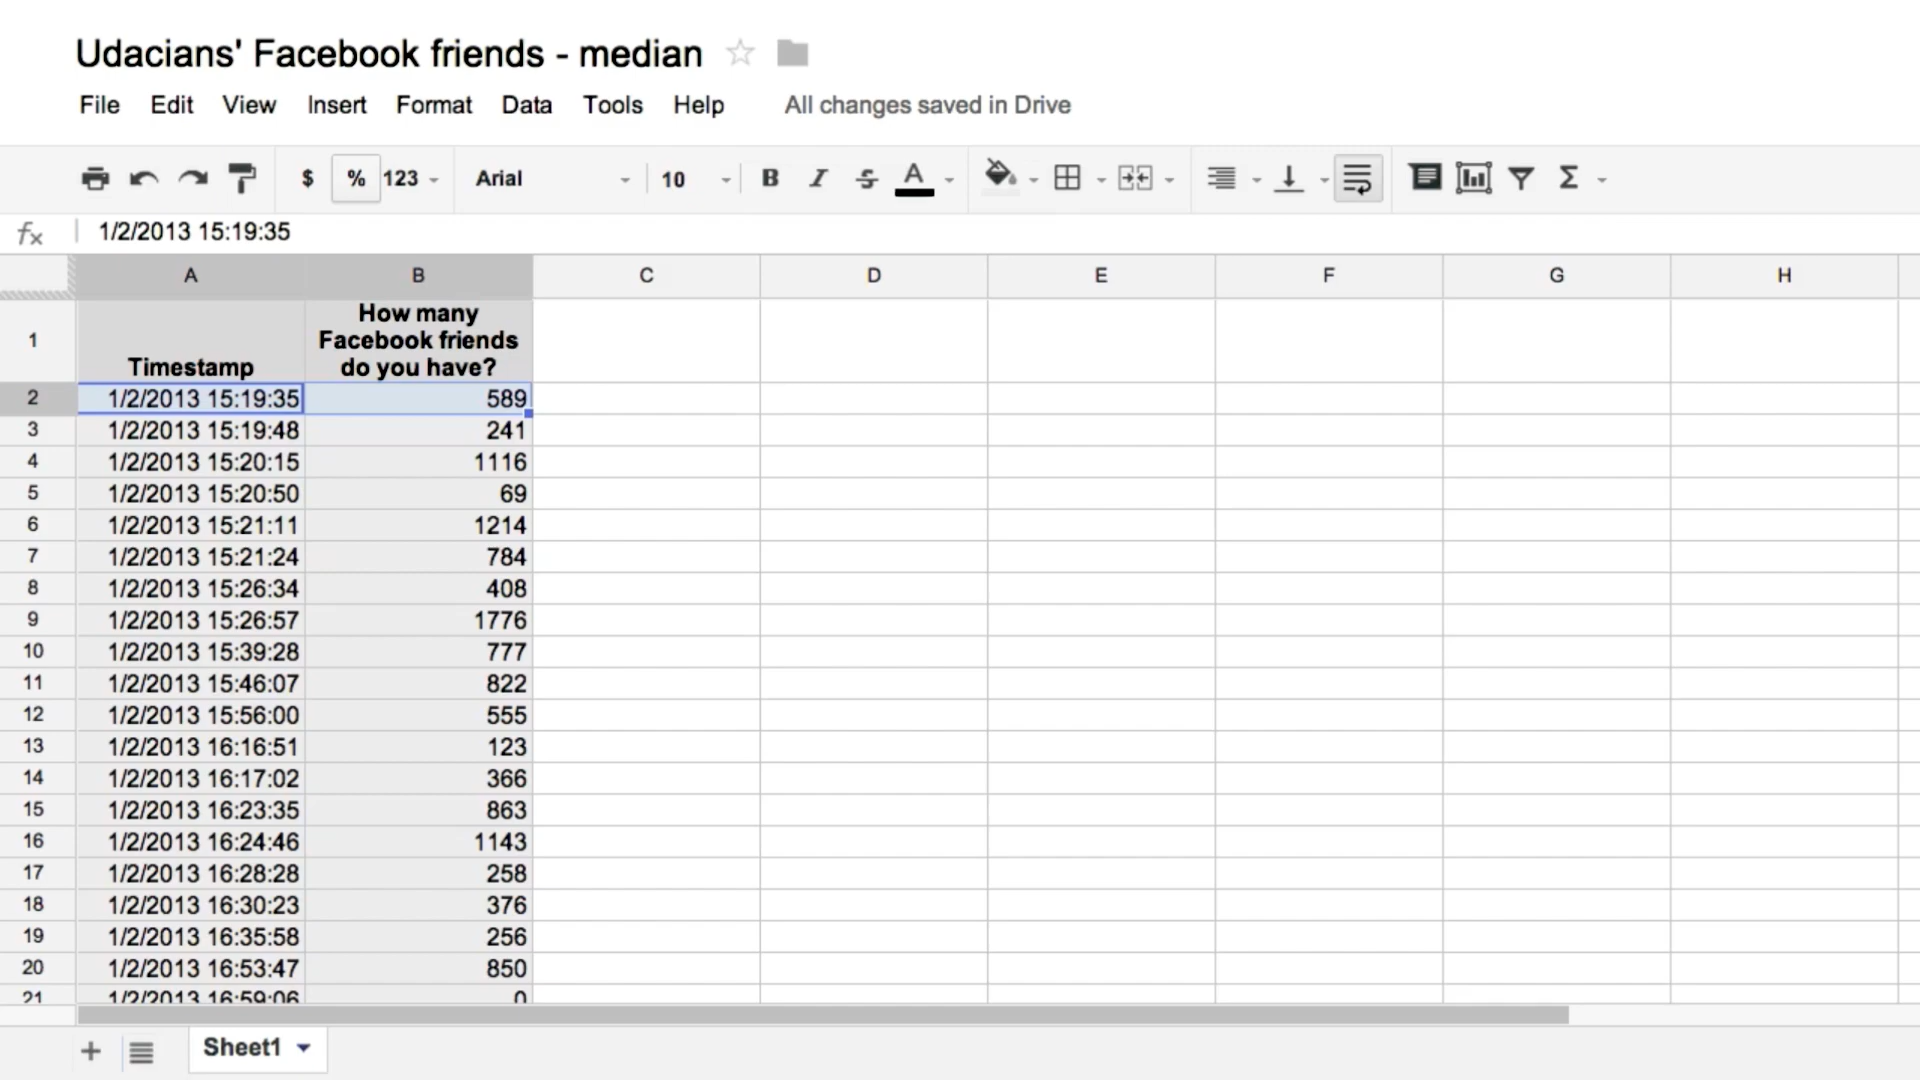 Udacians' Facebook friends - median
File Edit View Insert Format Data Tools Help All changes saved in Drive
$ % 123 Arial 10 B I S A Σ
fx 1/2/2013 15:19:35
A B C D E F G H
1 Timestamp How many Facebook friends do you have?
2 1/2/2013 15:19:35 589
3 1/2/2013 15:19:48 241
4 1/2/2013 15:20:15 1116
5 1/2/2013 15:20:50 69
6 1/2/2013 15:21:11 1214
7 1/2/2013 15:21:24 784
8 1/2/2013 15:26:34 408
9 1/2/2013 15:26:57 1776
10 1/2/2013 15:39:28 777
11 1/2/2013 15:46:07 822
12 1/2/2013 15:56:00 555
13 1/2/2013 16:16:51 123
14 1/2/2013 16:17:02 366
15 1/2/2013 16:23:35 863
16 1/2/2013 16:24:46 1143
17 1/2/2013 16:28:28 258
18 1/2/2013 16:30:23 376
19 1/2/2013 16:35:58 256
20 1/2/2013 16:53:47 850
21 1/2/2013 16:59:06 0
Sheet1